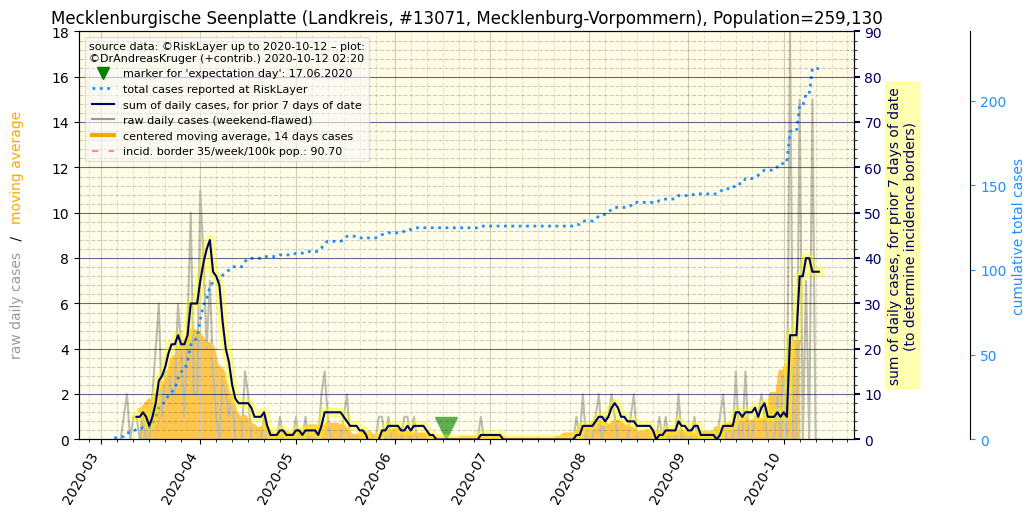 Mecklenburgische Seenplatte (Landkreis, #13071, Mecklenburg-Vorpommern), Population=259,130
source data: ©RiskLayer up to 2020-10-12 – plot:
©DrAndreasKruger (+contrib.) 2020-10-12 02:20
marker for 'expectation day': 17.06.2020
total cases reported at RiskLayer
sum of daily cases, for prior 7 days of date
raw daily cases (weekend-flawed)
centered moving average, 14 days cases
incid. border 35/week/100k pop.: 90.70
raw daily cases / moving average
18
16
14
12
10
8
6
4
2
0
90
80
70
60
50
40
30
20
10
0
sum of daily cases, for prior 7 days of date
(to determine, incidence borders)
200
150
100
50
0
cumulative total cases
2020-03
2020-04
2020-05
2020-06
2020-07
2020-08
2020-09
2020-10